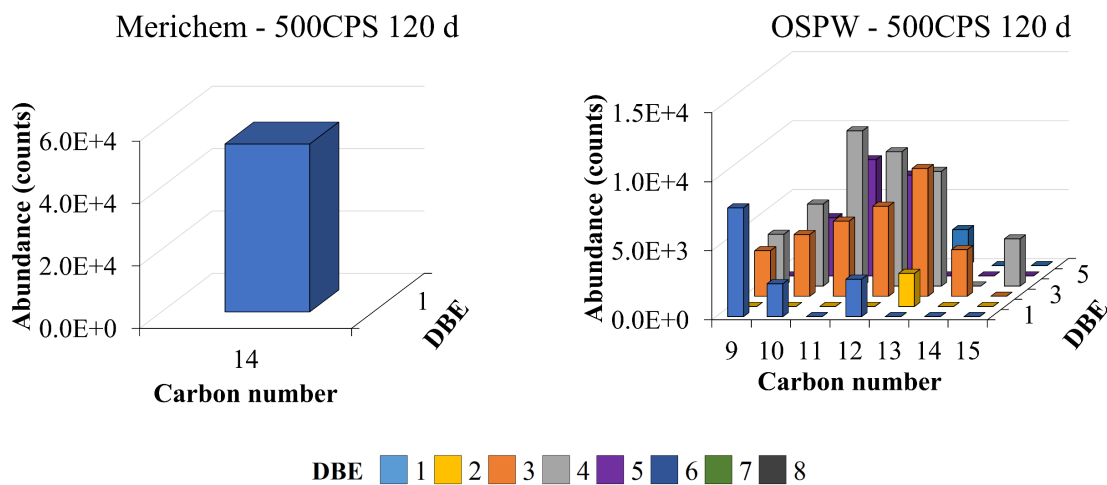 Merichem - 500CPS 120 d
Abundance (counts)
6.0E+4
4.0E+4
2.0E+4
0.0E+0
14
Carbon number
1
DBE
OSPW - 500CPS 120 d
Abundance (counts)
1.5E+4
1.0E+4
5.0E+3
0.0E+0
9 10 11 12 13 14 15
Carbon number
1
3
5
DBE
DBE 1 2 3 4 5 6 7 8